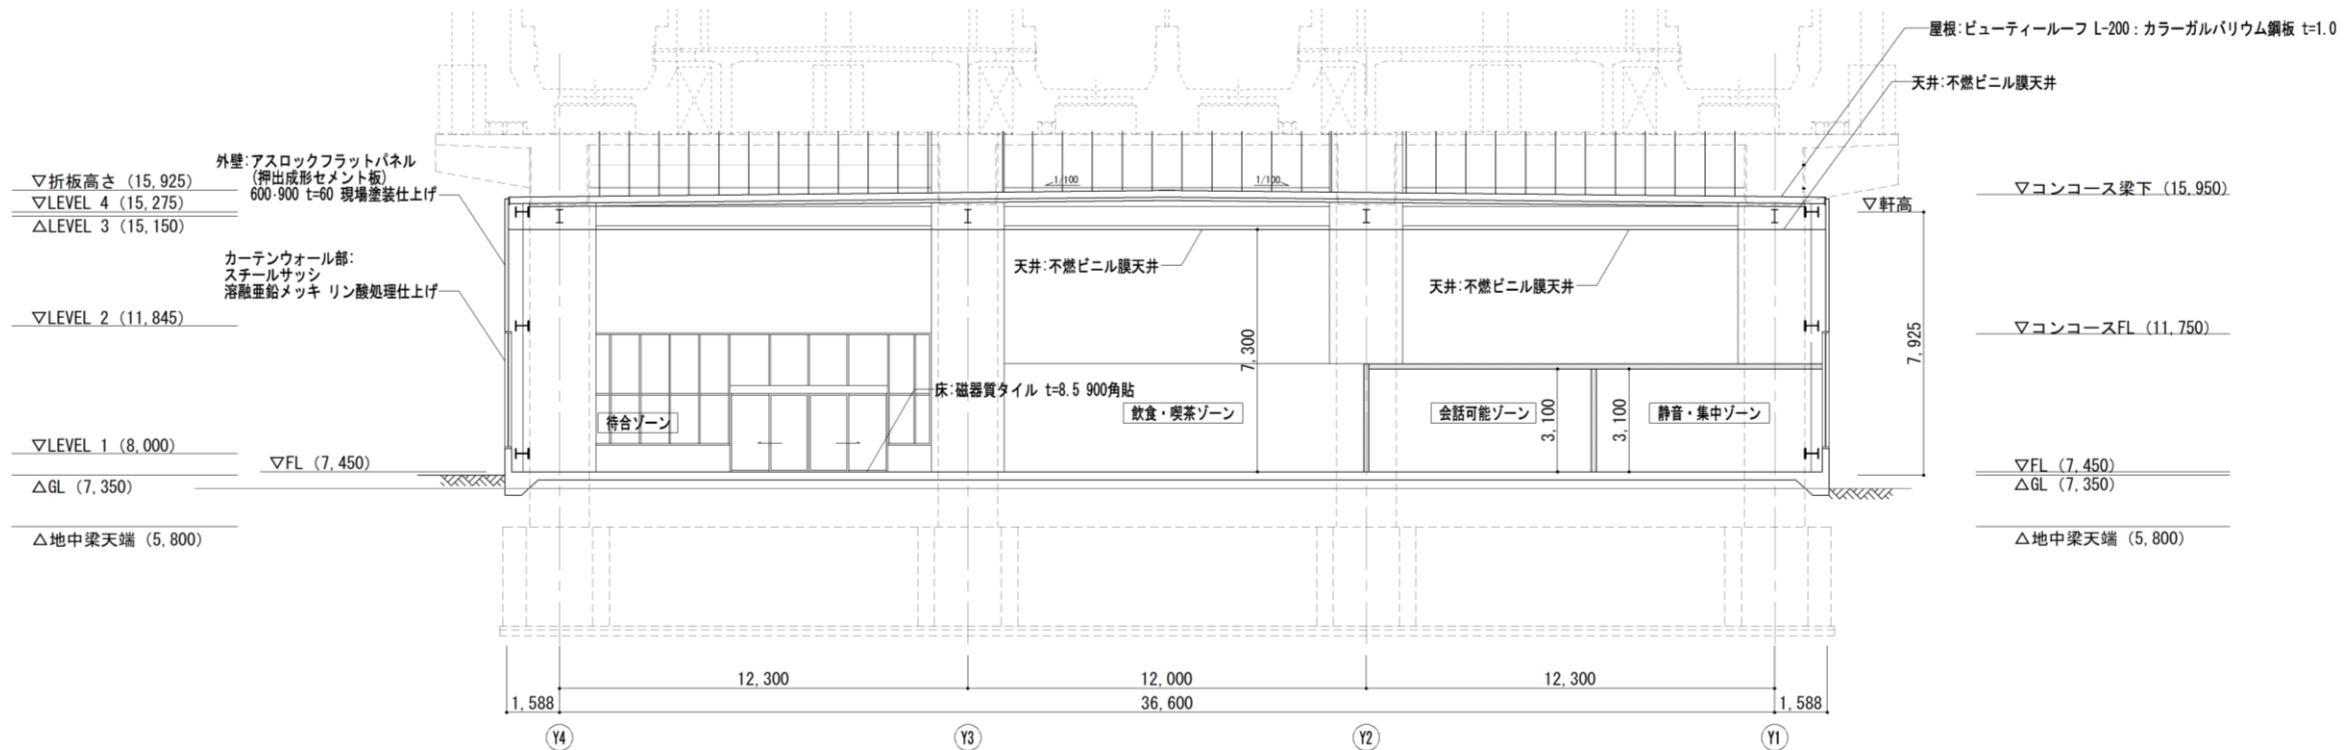 屋根:ビューティールーフ L-200：カラーガルバリウム鋼板 t=1.0
天井:不燃ビニル膜天井
外壁:アスロックフラットパネル
(押出成形セメント板)
600·900 t=60 現場塗装仕上げ
▽折板高さ (15,925)
▽LEVEL 4 (15,275)
△LEVEL 3 (15,150)
1/100
1/100
▽コンコース梁下 (15,950)
▽軒高
カーテンウォール部:
スチールサッシ
溶融亜鉛メッキ リン酸処理仕上げ
天井:不燃ビニル膜天井
天井:不燃ビニル膜天井
▽LEVEL 2 (11,845)
▽コンコースFL (11,750)
7,300
7,925
床:磁器質タイル t=8.5 900角貼
待合ゾーン
飲食・喫茶ゾーン
会話可能ゾーン
3,100
3,100
静音・集中ゾーン
▽LEVEL 1 (8,000)
▽FL (7,450)
△GL (7,350)
▽FL (7,450)
△GL (7,350)
△地中梁天端 (5,800)
△地中梁天端 (5,800)
12,300
12,000
12,300
1,588
36,600
1,588
Y4
Y3
Y2
Y1